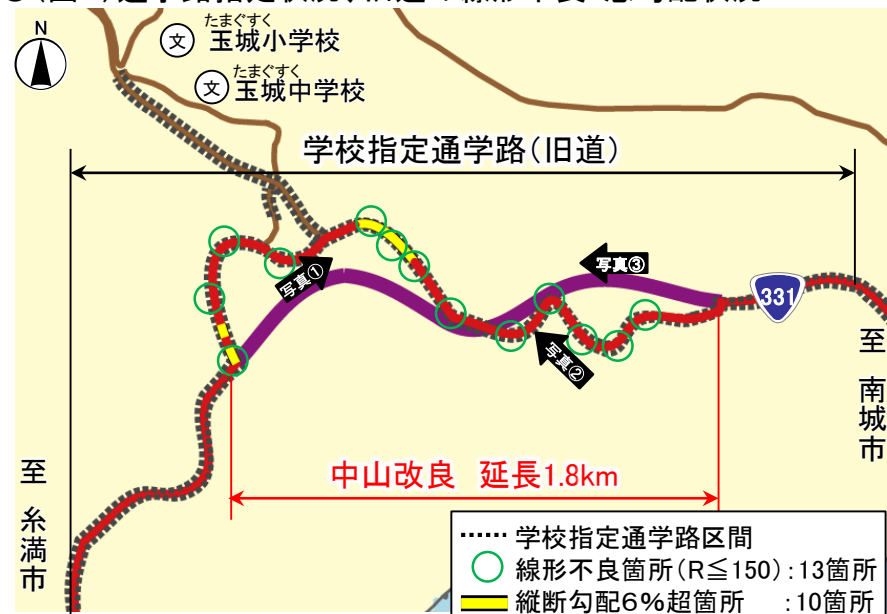 N
たまぐすく
文 玉城小学校
たまぐすく
文 玉城中学校
学校指定通学路(旧道)
写真①
写真③
331
写真②
至 南城市
中山改良 延長1.8km
至 糸満市
学校指定通学路区間
線形不良箇所(R≦150):13箇所
縦断勾配6%超箇所 :10箇所